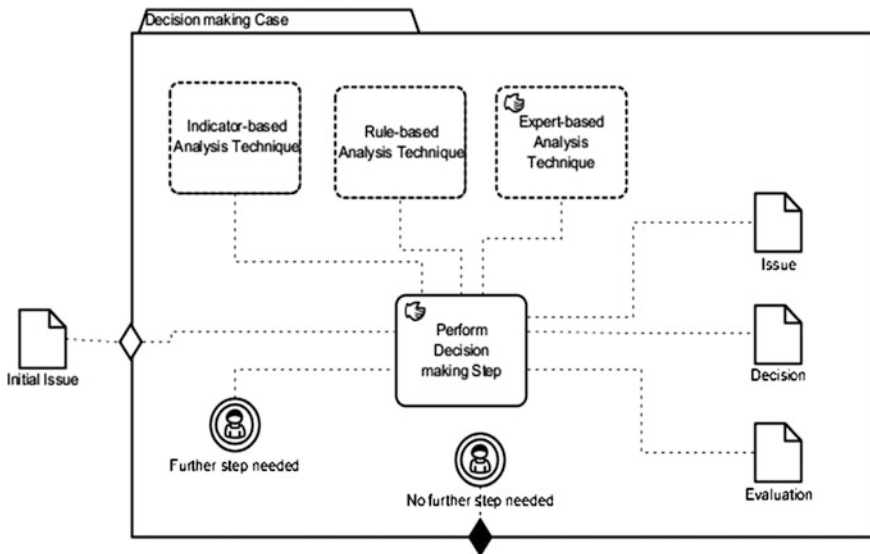 Decision making Case
Indicator-based
Analysis Technique
Rule-based
Analysis Technique
Expert-based
Analysis
Technique
Issue
Perform
Decision
making Step
Initial Issue
Decision
Further step needed
No further step needed
Evaluation